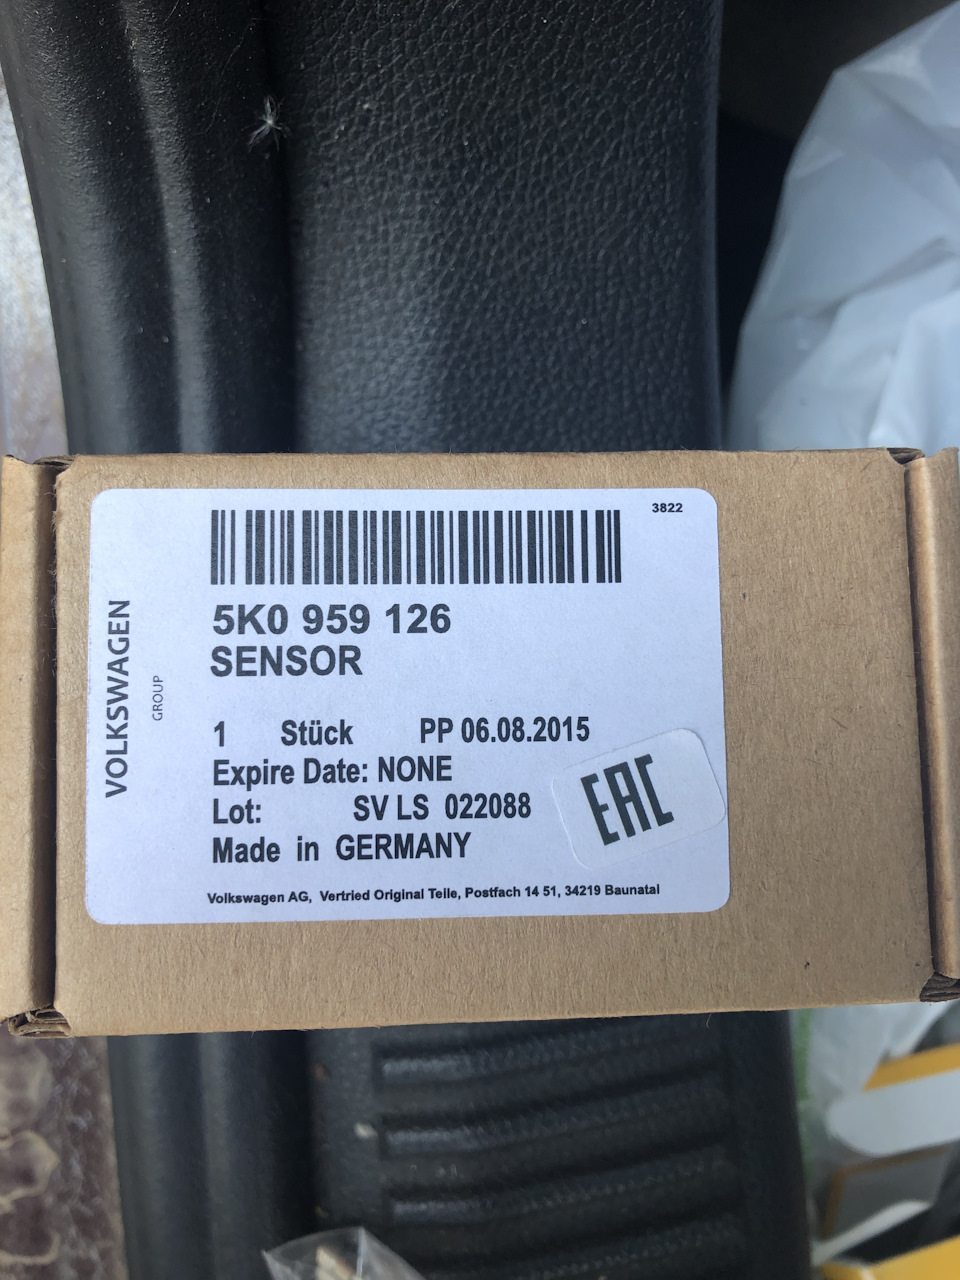 3822
5K0 959 126
SENSOR
1 Stück PP 06.08.2015
Expire Date: NONE
Lot: SV LS 022088
Made in GERMANY
EAC
Volkswagen AG, Vertried Original Teile, Postfach 14 51, 34219 Baunatal
VOLKSWAGEN
GROUP